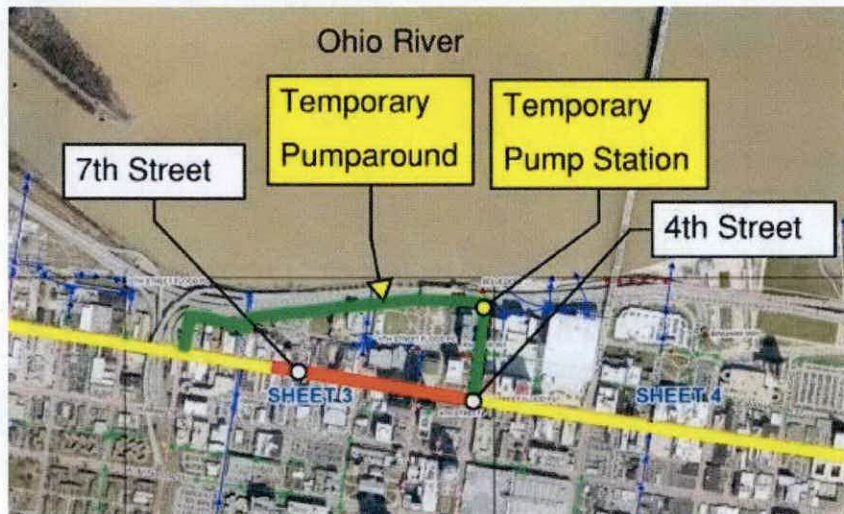 Ohio River
Temporary
Pumparound
Temporary
Pump Station
7th Street
4th Street
SHEET 3
SHEET 4